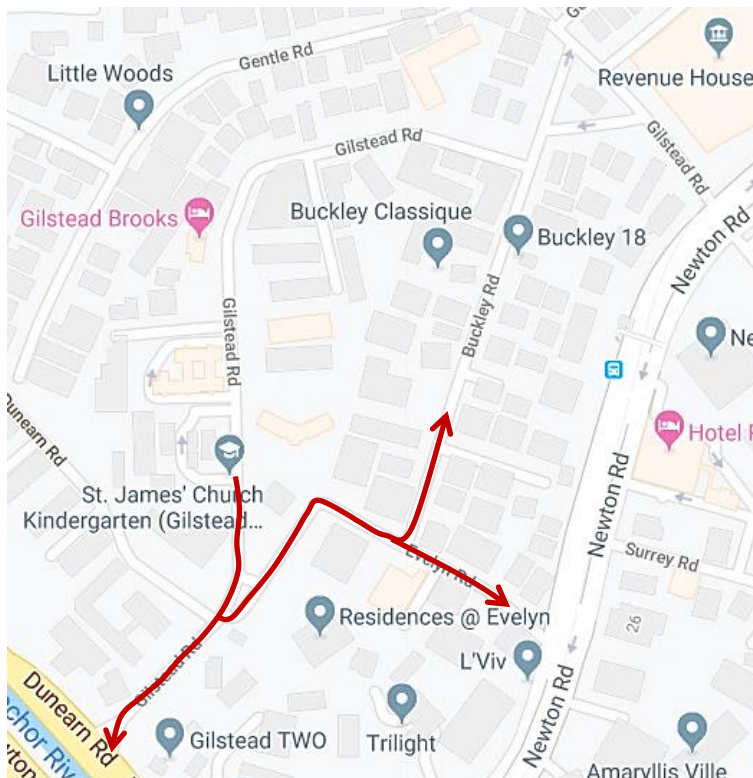 Gentle Rd
Little Woods
Revenue House
Gilstead Rd
Gilstead Rd
Gilstead Brooks
Buckley Classique
Buckley 18
Newton Rd
Buckley Rd
Gilstead Rd
Ne
Dunearn Rd
Hotel
St. James' Church
Kindergarten (Gilstead...
Newton Rd
Evelyn Rd
Surrey Rd
Residences @ Evelyn
26
L'Viv
Gilstead Rd
Dunearn Rd
Newton Rd
Gilstead TWO
Trilight
Amaryllis Ville